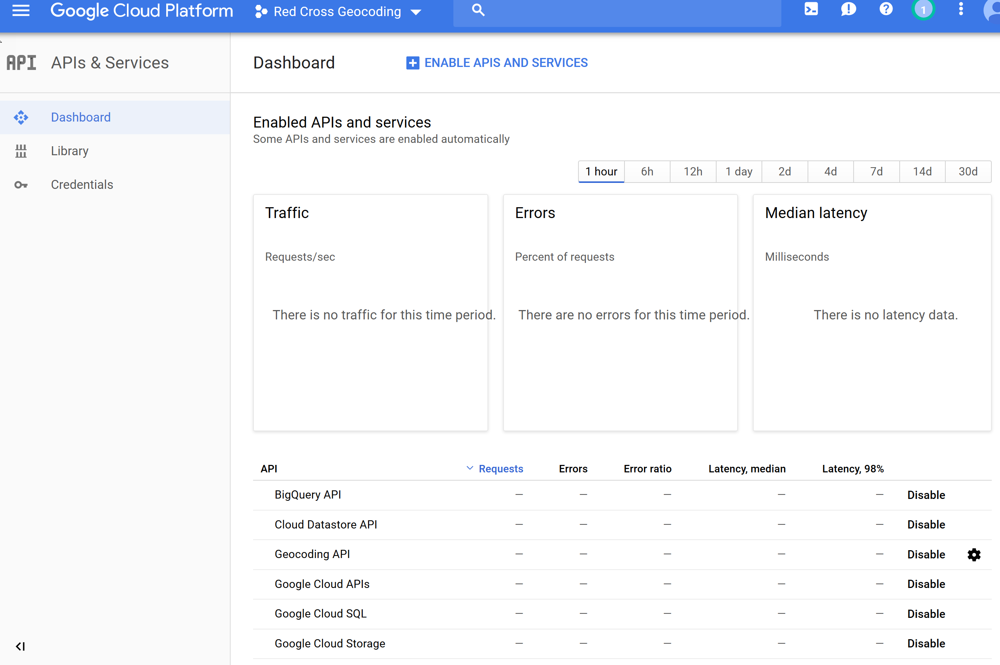 Google Cloud Platform
Red Cross Geocoding
1
API APIs & Services
Dashboard
Library
Credentials
Dashboard
ENABLE APIS AND SERVICES
Enabled APIs and services
Some APIs and services are enabled automatically
1 hour 6h 12h 1 day 2d 4d 7d 14d 30d
Traffic
Requests/sec
There is no traffic for this time period.
Errors
Percent of requests
There are no errors for this time period.
Median latency
Milliseconds
There is no latency data.
API Requests Errors Error ratio Latency, median Latency, 98%
BigQuery API — — — — — Disable
Cloud Datastore API — — — — — Disable
Geocoding API — — — — — Disable
Google Cloud APIs — — — — — Disable
Google Cloud SQL — — — — — Disable
Google Cloud Storage — — — — — Disable